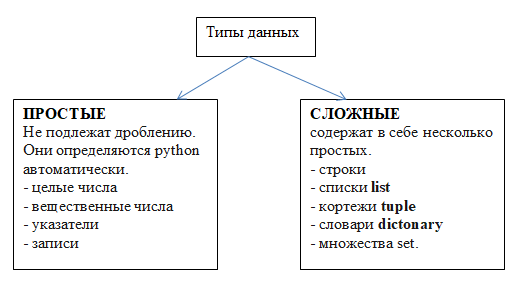 Типы данных
ПРОСТЫЕ
Не подлежат дроблению.
Они определяются python
автоматически.
- целые числа
- вещественные числа
- указатели
- записи
СЛОЖНЫЕ
содержат в себе несколько
простых.
- строки
- списки list
- кортежи tuple
- словари dictonary
- множества set.